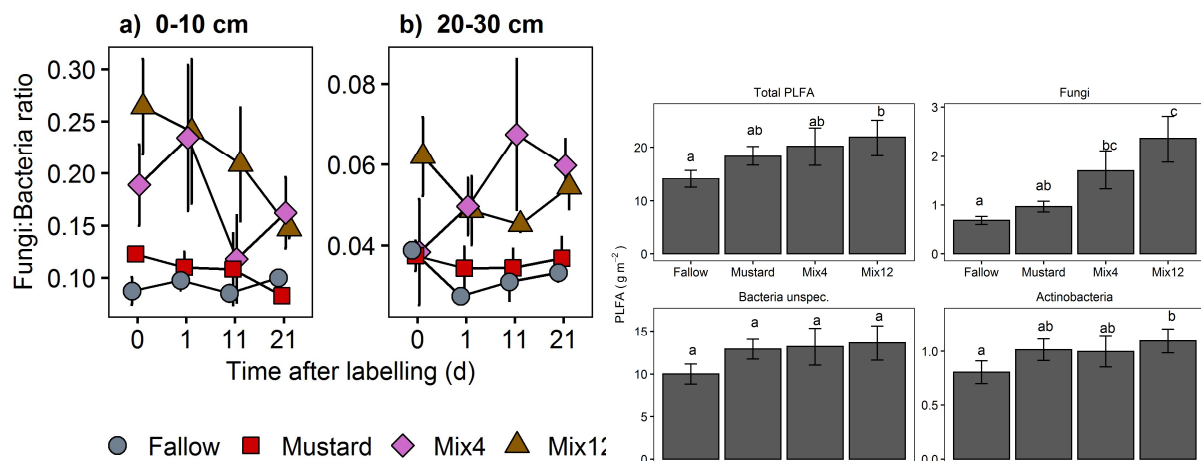 a) 0-10 cm
b) 20-30 cm
Fungi:Bacteria ratio
0.30
0.25
0.20
0.15
0.10
0.08
0.06
0.04
0 1 11 21
0 1 11 21
Time after labelling (d)
Fallow Mustard Mix4 Mix12
PLFA (g m⁻²)
Total PLFA
20
10
0
a ab ab b
Fallow Mustard Mix4 Mix12
Fungi
3
2
1
0
a ab bc c
Fallow Mustard Mix4 Mix12
Bacteria unspec.
15
10
5
0
a a a a
Actinobacteria
1.0
0.5
0.0
a ab ab b